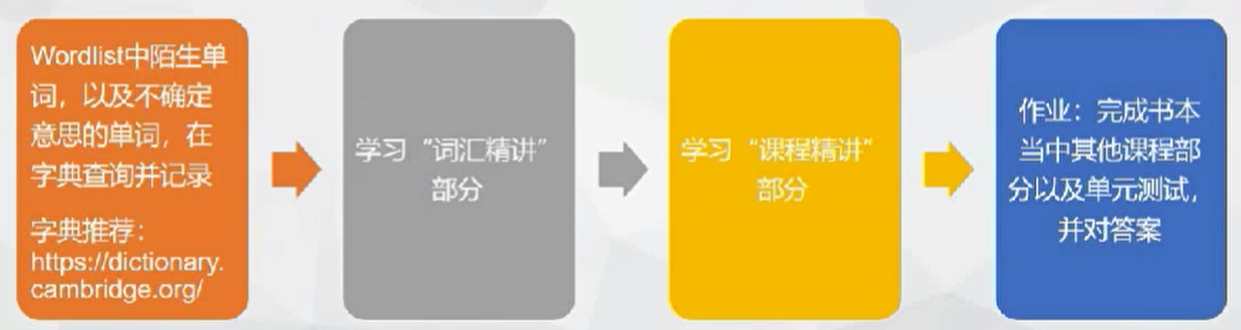 Wordlist中陌生单
词，以及不确定
意思的单词，在
字典查询并记录
字典推荐：
https://dictionary.
cambridge.org/
学习“词汇精讲”
部分
学习“课程精讲”
部分
作业：完成书本
当中其他课程部
分以及单元测试，
并对答案